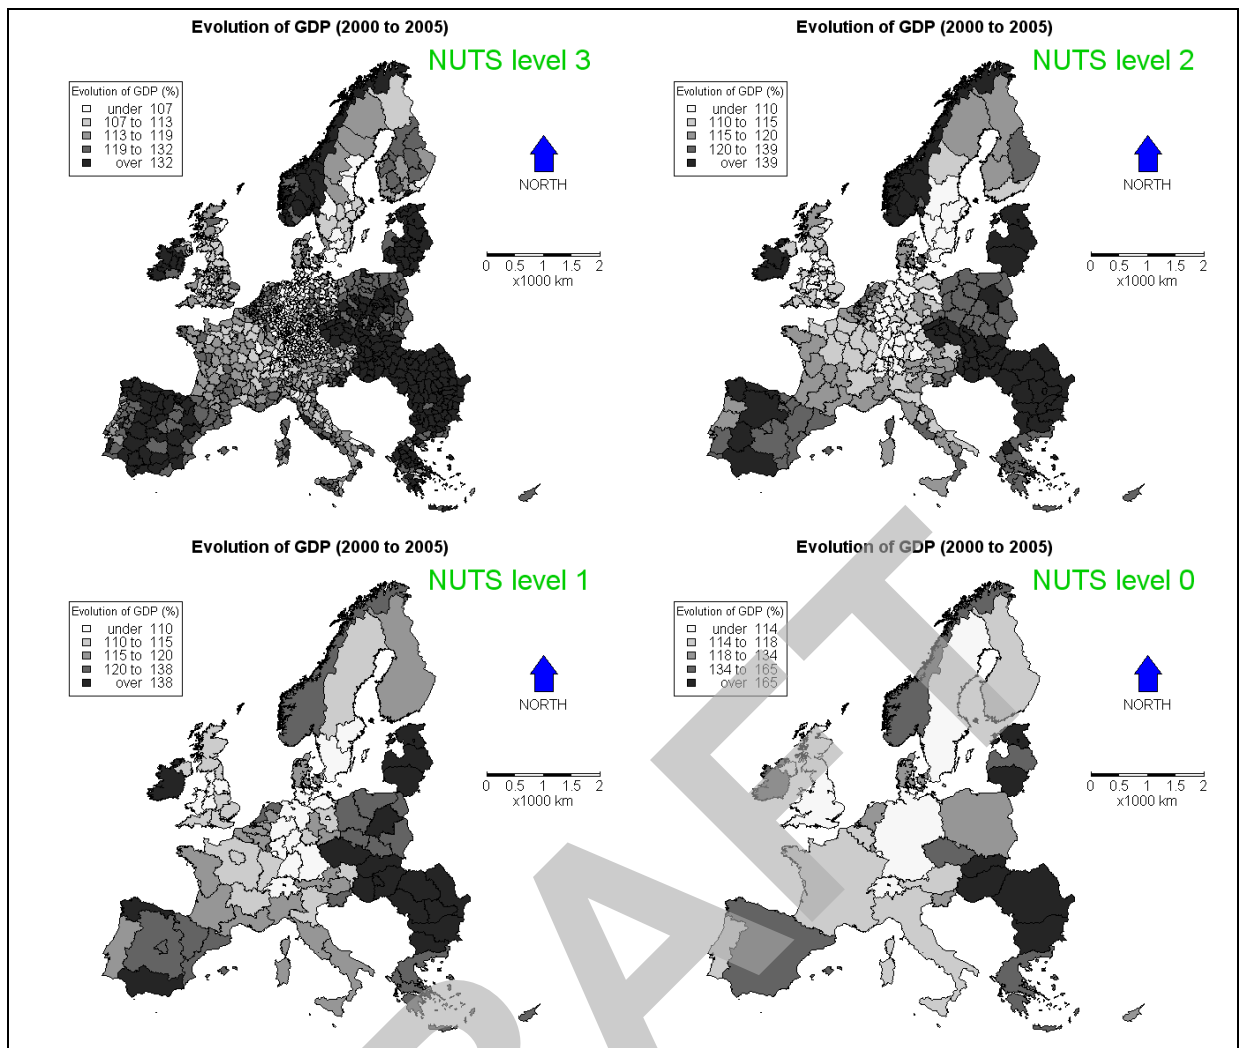 Evolution of GDP (2000 to 2005)
NUTS level 3
Evolution of GDP (%)
under 107
107 to 113
113 to 119
119 to 132
over 132
NORTH
0 0.5 1 1.5 2
x1000 km
Evolution of GDP (2000 to 2005)
NUTS level 2
Evolution of GDP (%)
under 110
110 to 115
115 to 120
120 to 139
over 139
NORTH
0 0.5 1 1.5 2
x1000 km
Evolution of GDP (2000 to 2005)
NUTS level 1
Evolution of GDP (%)
under 110
110 to 115
115 to 120
120 to 138
over 138
NORTH
0 0.5 1 1.5 2
x1000 km
Evolution of GDP (2000 to 2005)
NUTS level 0
Evolution of GDP (%)
under 114
114 to 118
118 to 134
134 to 165
over 165
NORTH
0 0.5 1 1.5 2
x1000 km
RAFT